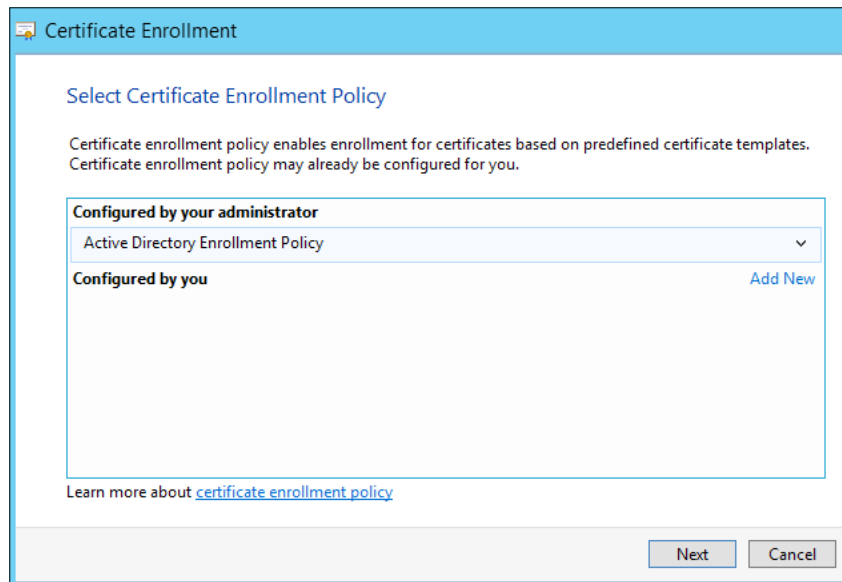 Certificate Enrollment
Select Certificate Enrollment Policy
Certificate enrollment policy enables enrollment for certificates based on predefined certificate templates.
Certificate enrollment policy may already be configured for you.
Configured by your administrator
Active Directory Enrollment Policy
Configured by you Add New
Learn more about certificate enrollment policy
Next Cancel